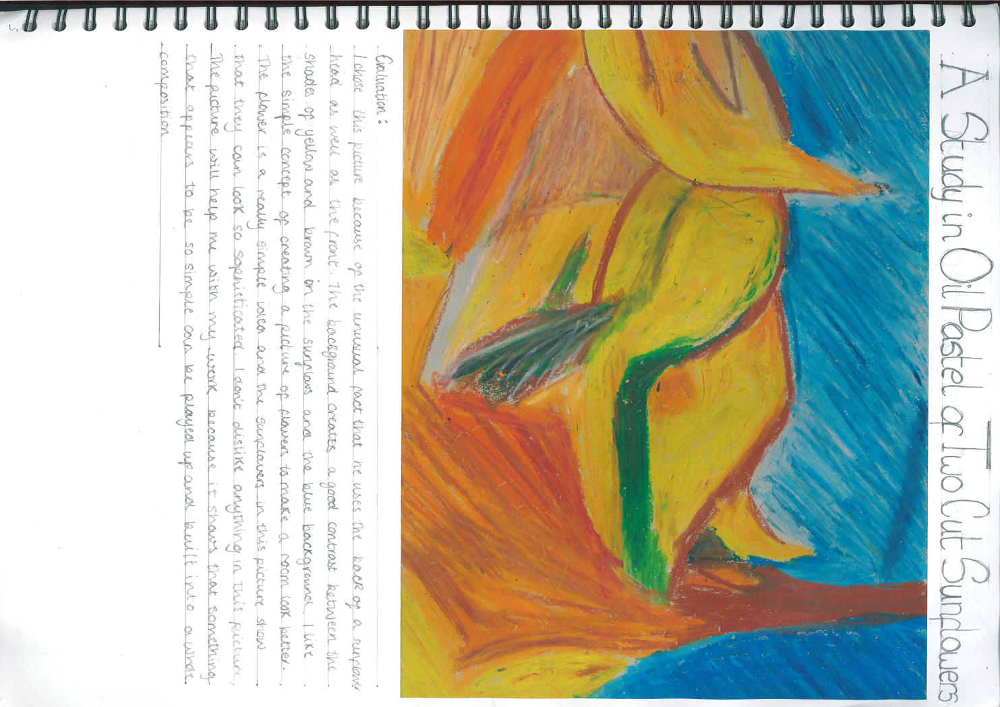 A Study in Oil Pastel of Two Cut Sunflowers
Evaluation:
I chose this picture because of the unusual fact that he uses the back of a sunflower
head as well as the front. The background creates a good contrast between the
shades of yellow and brown on the sunflows and the blue background. I like
the simple concept of creating a picture of flowers to make a room look better.
The flower is a really simple idea and the sunflowers in this picture show
that they can look so sophisticated. I don't dislike anything in this picture.
The picture will help me with my work because it shows that something
that appears to be so simple can be played up and built into a whole
composition.